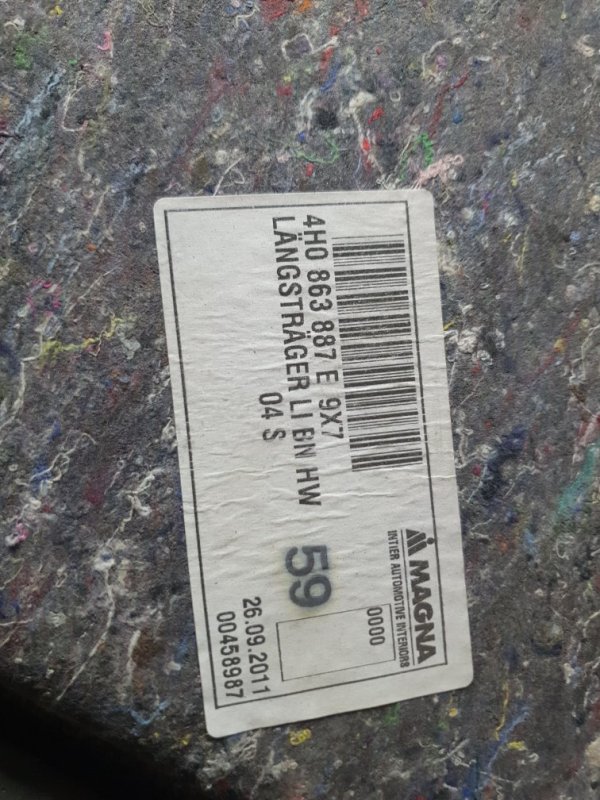 MAGNA
INTIER AUTOMOTIVE INTERIORS
0000
4H0 863 887 E 9X7
LÄNGSTRÄGER LI BN HW
04 S
59
26.09.2011
00458987